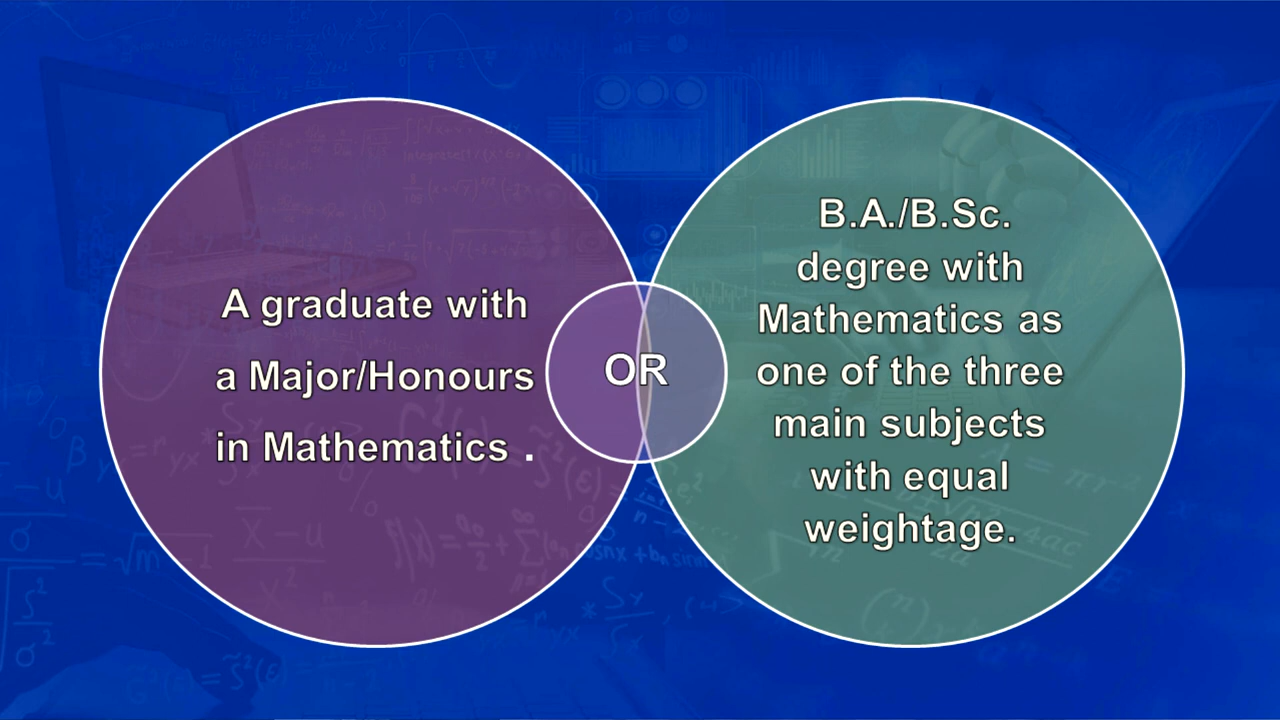 A graduate with
a Major/Honours
in Mathematics .
OR
B.A./B.Sc.
degree with
Mathematics as
one of the three
main subjects
with equal
weightage.